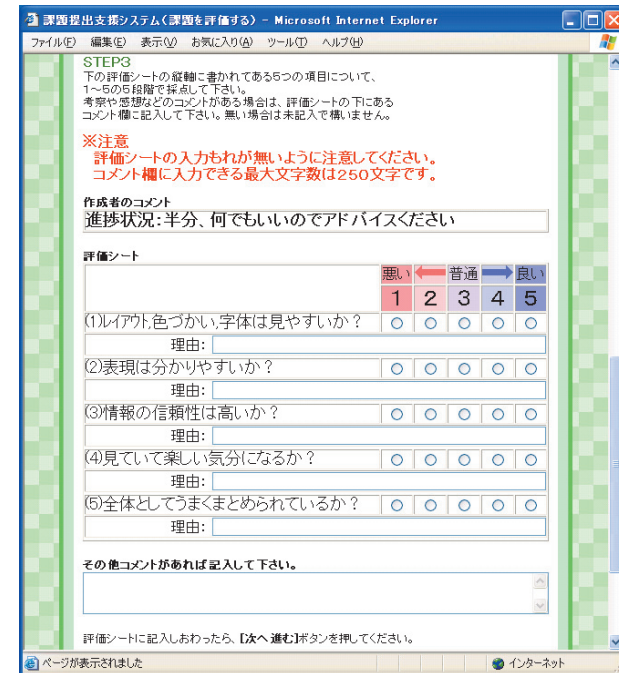 課題提出支援システム(課題を評価する) - Microsoft Internet Explorer
ファイル(F) 編集(E) 表示(V) お気に入り(A) ツール(T) ヘルプ(H)
STEP3
下の評価シートの縦軸に書かれてある5つの項目について、
1~5の5段階で採点して下さい。
考察や感想などのコメントがある場合は、評価シートの下にある
コメント欄に記入して下さい。無い場合は未記入で構いません。
※注意
評価シートの入力もれが無いように注意してください。
コメント欄に入力できる最大文字数は250文字です。
作成者のコメント
進捗状況:半分、何でもいいのでアドバイスください
評価シート
悪い 普通 良い
1 2 3 4 5
(1)レイアウト,色づかい,字体は見やすいか?
理由:
(2)表現は分かりやすいか?
理由:
(3)情報の信頼性は高いか?
理由:
(4)見ていて楽しい気分になるか?
理由:
(5)全体としてうまくまとめられているか?
理由:
その他コメントがあれば記入して下さい。
評価シートに記入しおわったら、[次へ進む]ボタンを押してください。
ページが表示されました インターネット